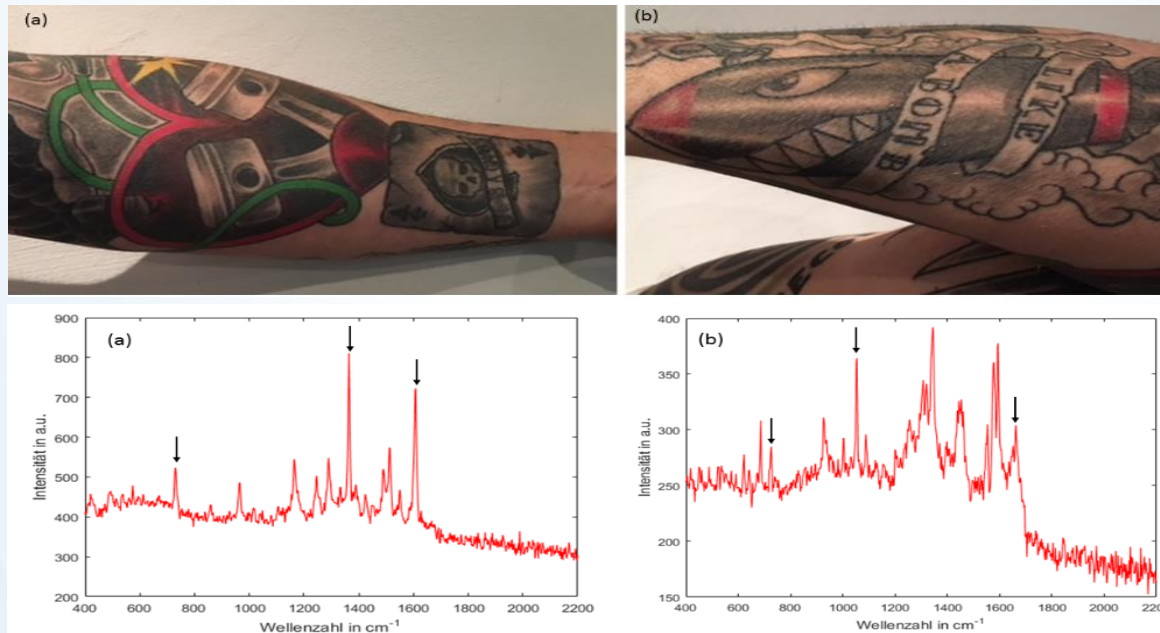 (a)
(b)
A BOMB
LIKE
(a)
900
800
700
600
500
400
300
200
Intensität in a.u.
400 600 800 1000 1200 1400 1600 1800 2000 2200
Wellenzahl in cm⁻¹
(b)
400
350
300
250
200
150
Intensität in a.u.
400 600 800 1000 1200 1400 1600 1800 2000 2200
Wellenzahl in cm⁻¹